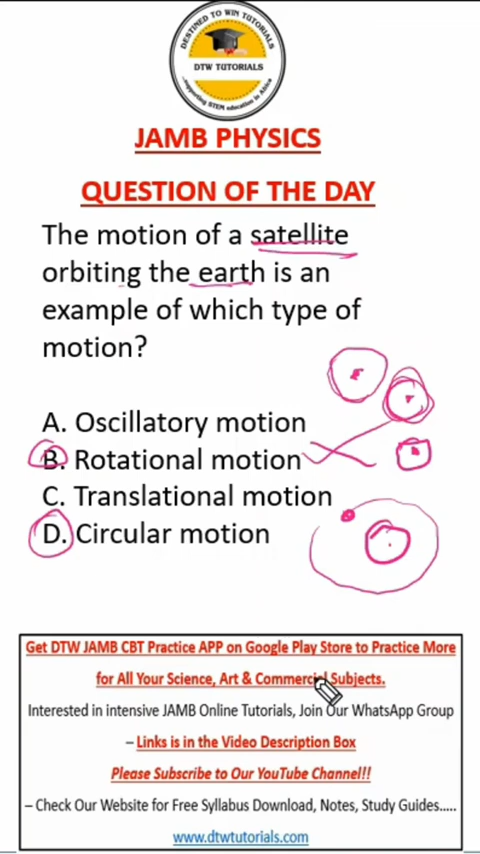 DESTINED TO WIN TUTORIALS
DTW TUTORIALS
...supporting STEM education in Africa
JAMB PHYSICS
QUESTION OF THE DAY
The motion of a satellite
orbiting the earth is an
example of which type of
motion?
A. Oscillatory motion
B. Rotational motion
C. Translational motion
D. Circular motion
Get DTW JAMB CBT Practice APP on Google Play Store to Practice More
for All Your Science, Art & Commercial Subjects.
Interested in intensive JAMB Online Tutorials, Join Our WhatsApp Group
– Links is in the Video Description Box
Please Subscribe to Our YouTube Channel!!
– Check Our Website for Free Syllabus Download, Notes, Study Guides.....
www.dtwtutorials.com